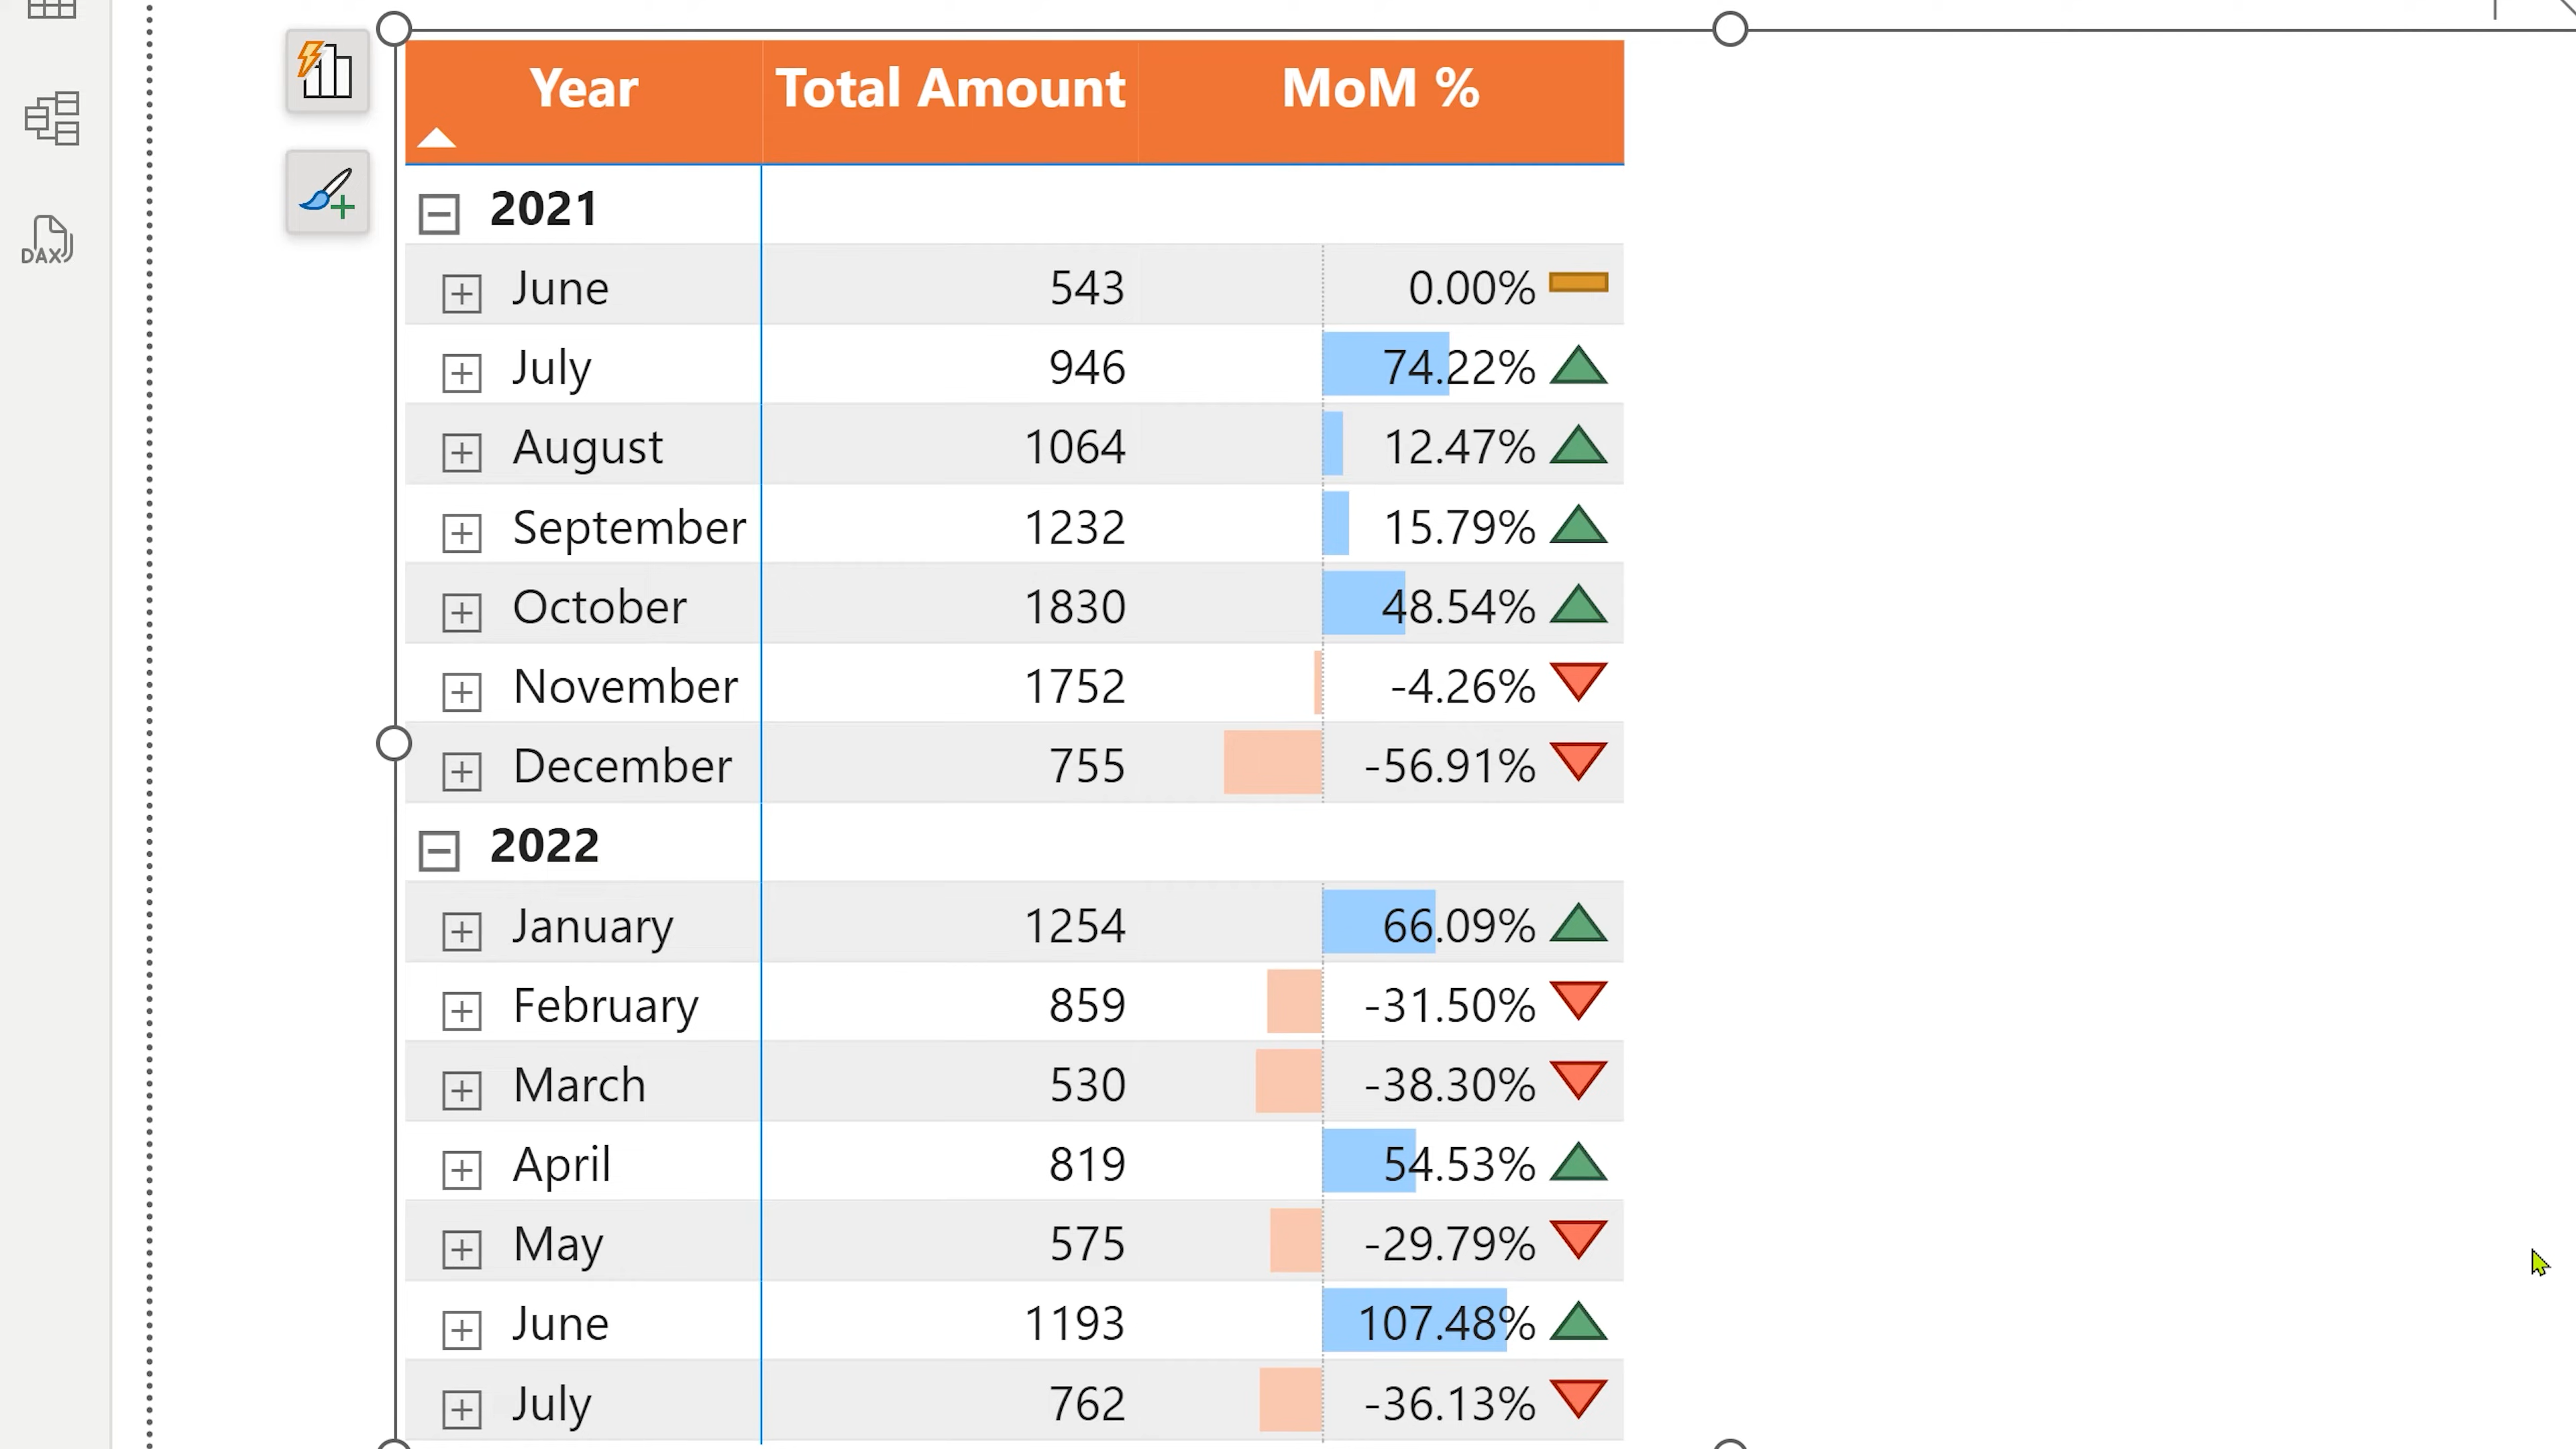 Year Total Amount MoM %
2021
June 543 0.00%
July 946 74.22%
August 1064 12.47%
DAX
September 1232 15.79%
October 1830 48.54%
November 1752 -4.26%
December 755 -56.91%
2022
January 1254 66.09%
February 859 -31.50%
March 530 -38.30%
April 819 54.53%
May 575 -29.79%
June 1193 107.48%
July 762 -36.13%